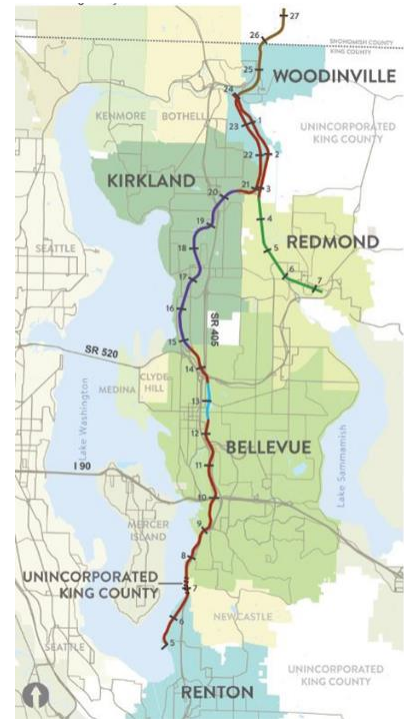 27
SNOHOMISH COUNTY
KING COUNTY
26
25
WOODINVILLE
24
KENMORE
BOTHELL
23
1
UNINCORPORATED
KING COUNTY
22
2
KIRKLAND
21
3
20
4
19
REDMOND
SEATTLE
18
5
17
6
7
16
SR 405
15
SR 520
14
CLYDE
HILL
MEDINA
13
Lake Washington
12
BELLEVUE
11
Lake Sammamish
I 90
10
MERCER
ISLAND
9
8
UNINCORPORATED
KING COUNTY
7
NEWCASTLE
6
SEATTLE
5
UNINCORPORATED
KING COUNTY
RENTON